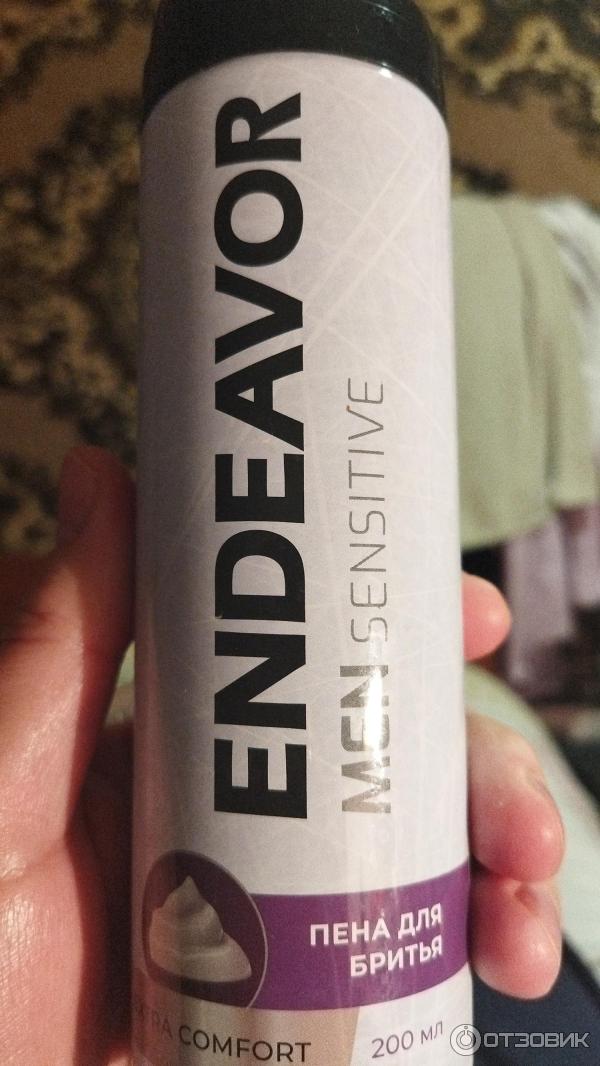 ENDEAVOR
MEN SENSITIVE
ПЕНА ДЛЯ
БРИТЬЯ
COMFORT
200 МЛ
ОТЗОВИК